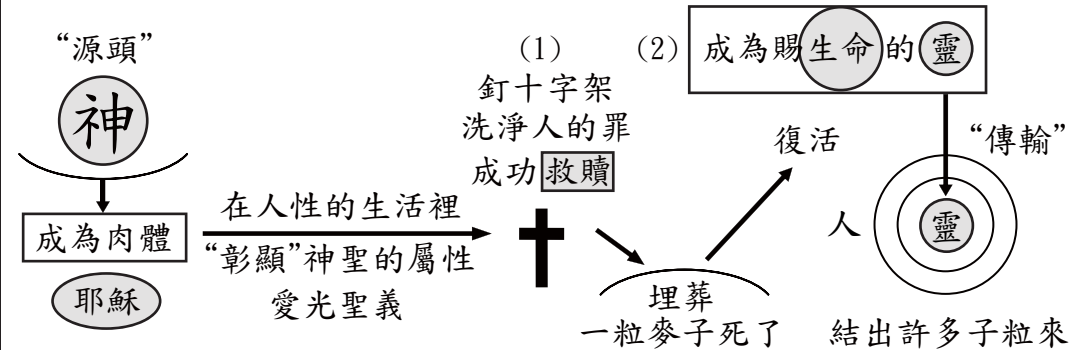 “源頭”
神
成為肉體
耶穌
在人性的生活裡
“彰顯”神聖的屬性
愛光聖義
(1)
釘十字架
洗淨人的罪
成功救贖
埋葬
一粒麥子死了
復活
(2)
成為賜生命的靈
“傳輸”
人
靈
結出許多子粒來